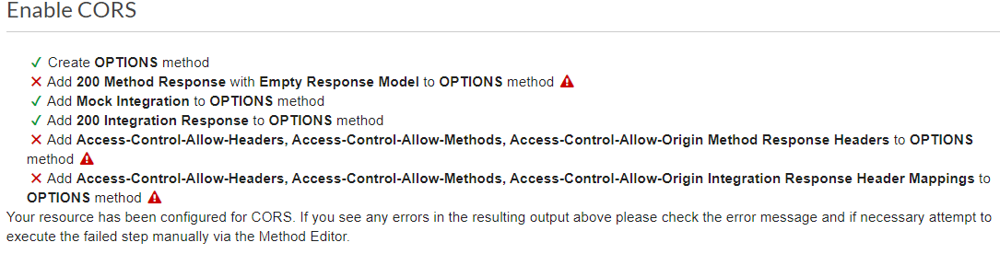 Enable CORS
✓ Create OPTIONS method
✕ Add 200 Method Response with Empty Response Model to OPTIONS method
✓ Add Mock Integration to OPTIONS method
✓ Add 200 Integration Response to OPTIONS method
✕ Add Access-Control-Allow-Headers, Access-Control-Allow-Methods, Access-Control-Allow-Origin Method Response Headers to OPTIONS
method
✕ Add Access-Control-Allow-Headers, Access-Control-Allow-Methods, Access-Control-Allow-Origin Integration Response Header Mappings to
OPTIONS method
Your resource has been configured for CORS. If you see any errors in the resulting output above please check the error message and if necessary attempt to
execute the failed step manually via the Method Editor.